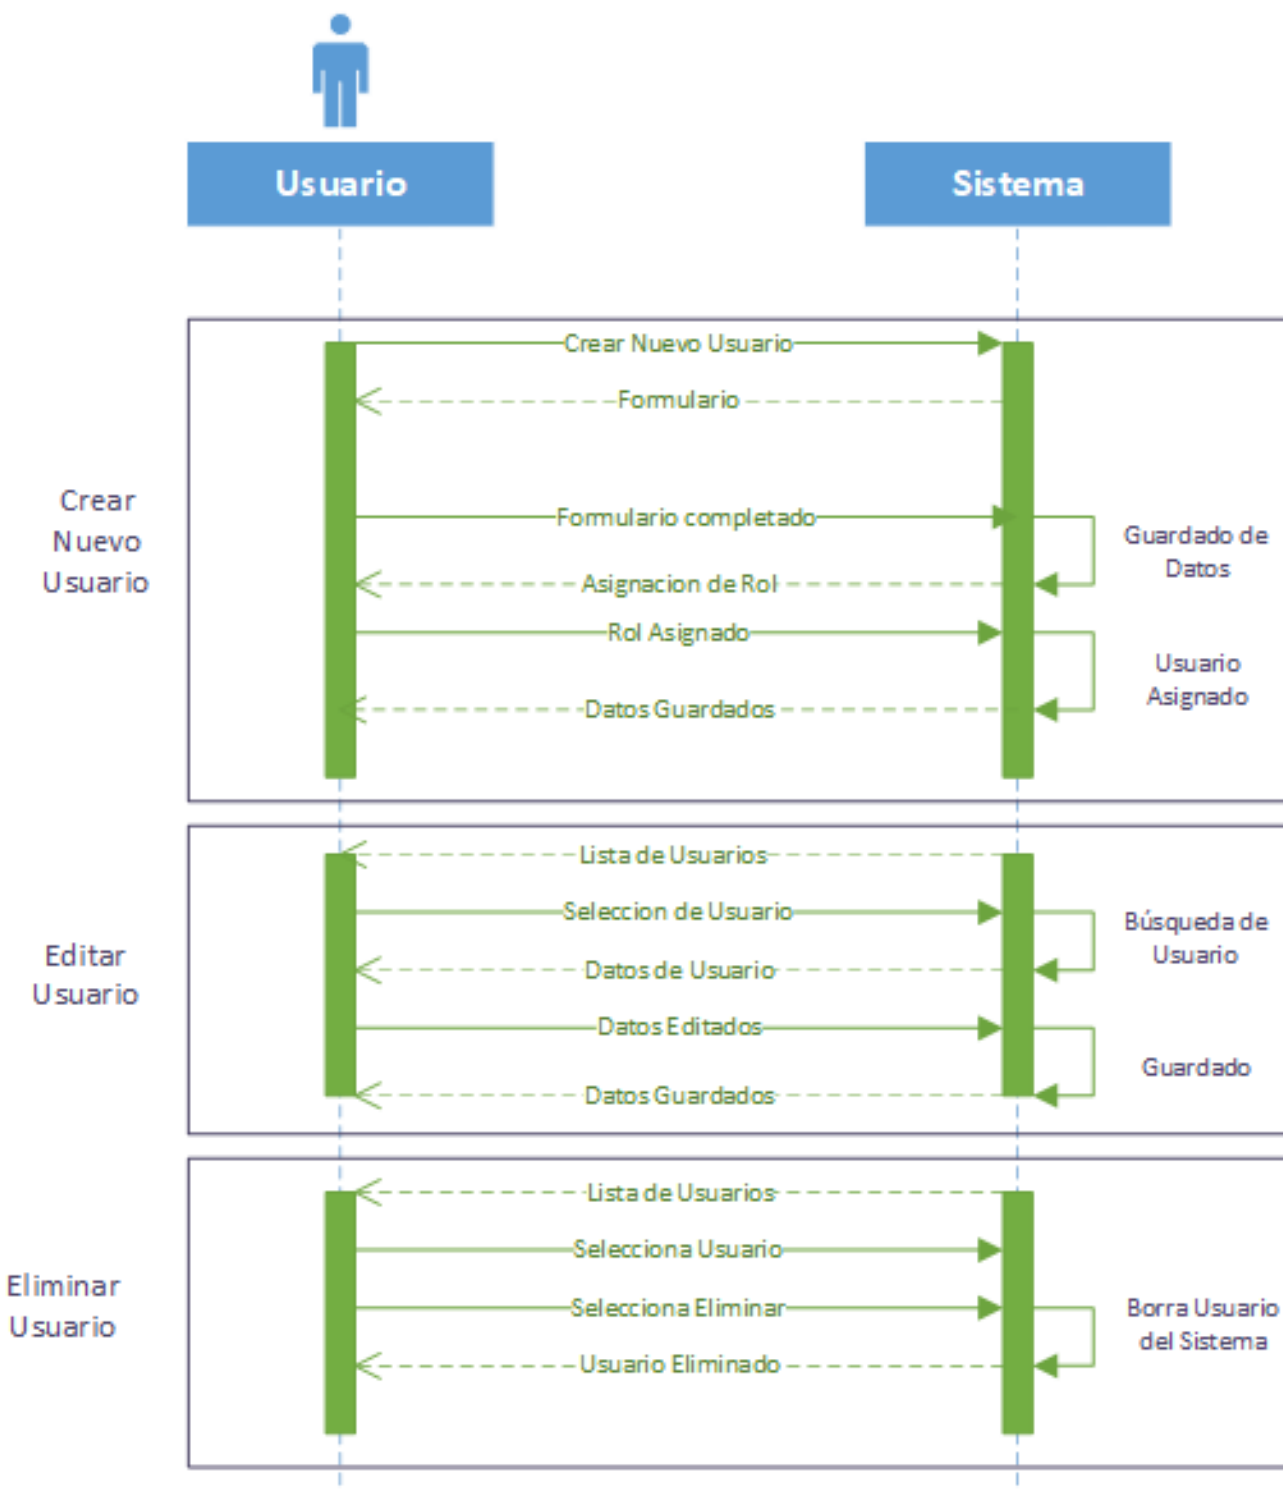 Usuario
Sistema
Crear Nuevo Usuario
Formulario
Crear
Nuevo
Usuario
Formulario completado
Guardado de
Datos
Asignacion de Rol
Rol Asignado
Usuario
Asignado
Datos Guardados
Lista de Usuarios
Seleccion de Usuario
Búsqueda de
Usuario
Editar
Usuario
Datos de Usuario
Datos Editados
Guardado
Datos Guardados
Lista de Usuarios
Selecciona Usuario
Eliminar
Usuario
Selecciona Eliminar
Borra Usuario
del Sistema
Usuario Eliminado